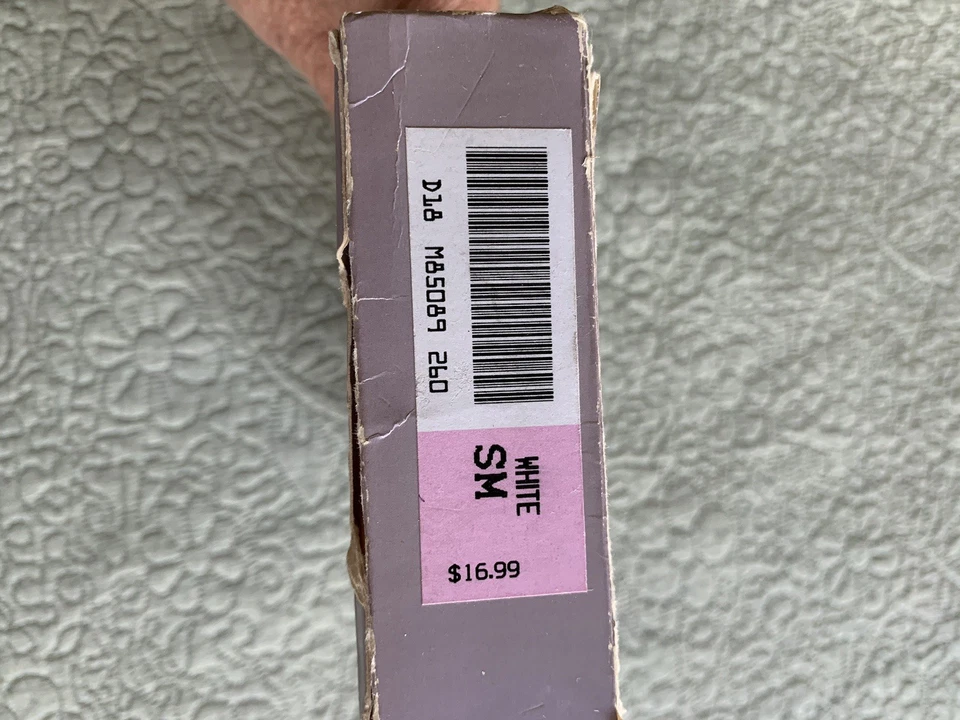 D18 M85089 260
WHITE
SM
$16.99